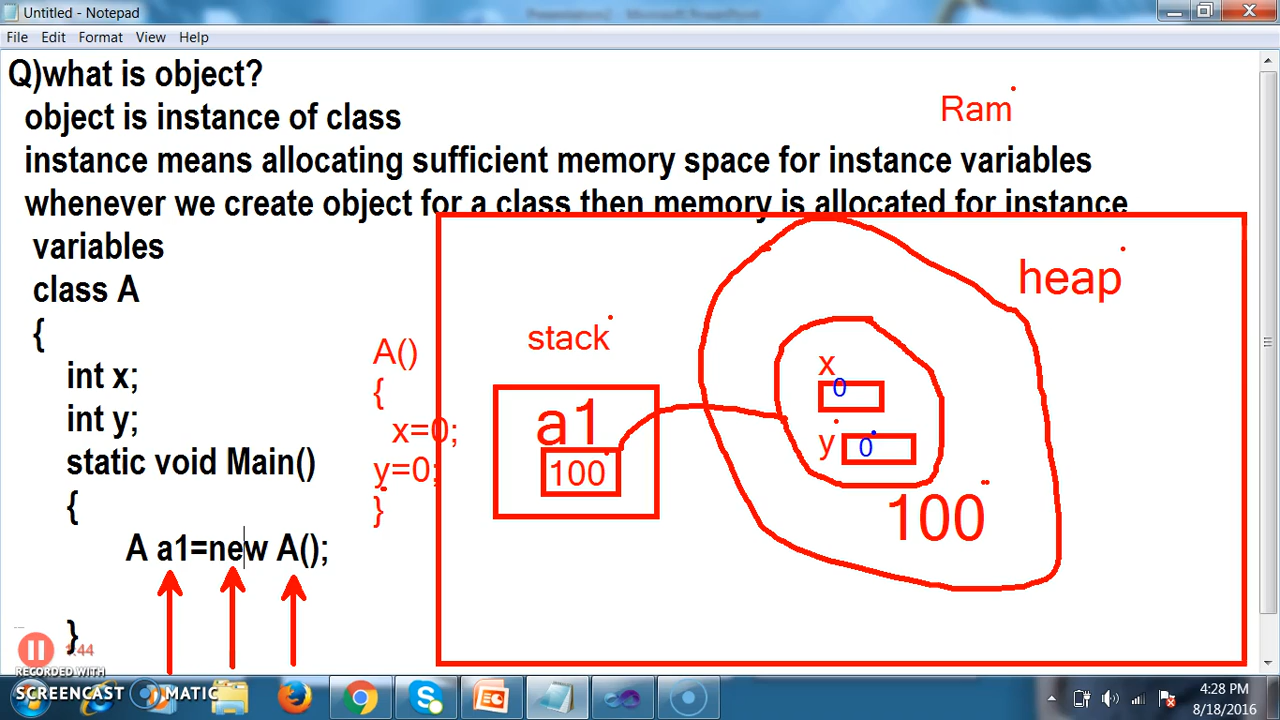 Untitled - Notepad
File Edit Format View Help
Q)what is object?
object is instance of class
Ram
instance means allocating sufficient memory space for instance variables
whenever we create object for a class then memory is allocated for instance
variables
class A
{
int x;
int y;
static void Main()
{
A a1=new A();
}
A()
{
x=0;
y=0;
}
stack
a1
100
heap
x
0
y
0
100
1:44
RECORDED WITH
SCREENCAST MATIC
4:28 PM
8/18/2016